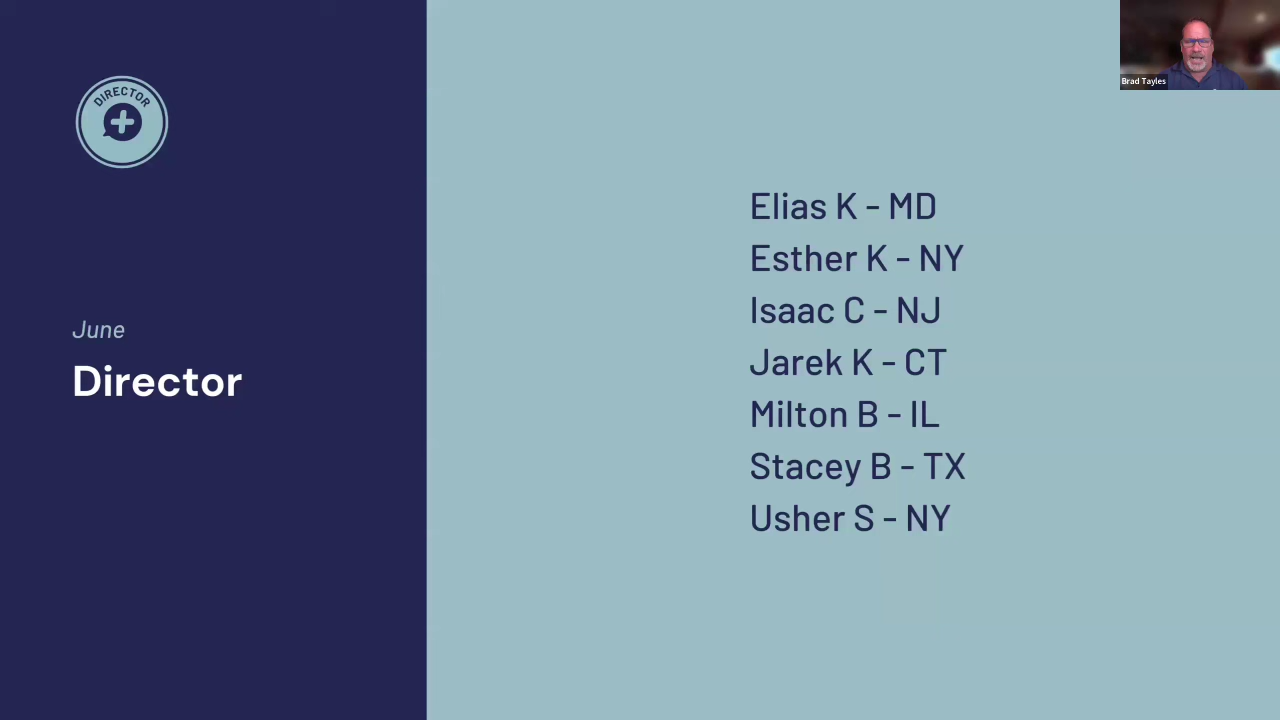 DIRECTOR
June
Director
Elias K - MD
Esther K - NY
Isaac C - NJ
Jarek K - CT
Milton B - IL
Stacey B - TX
Usher S - NY
Brad Tayles